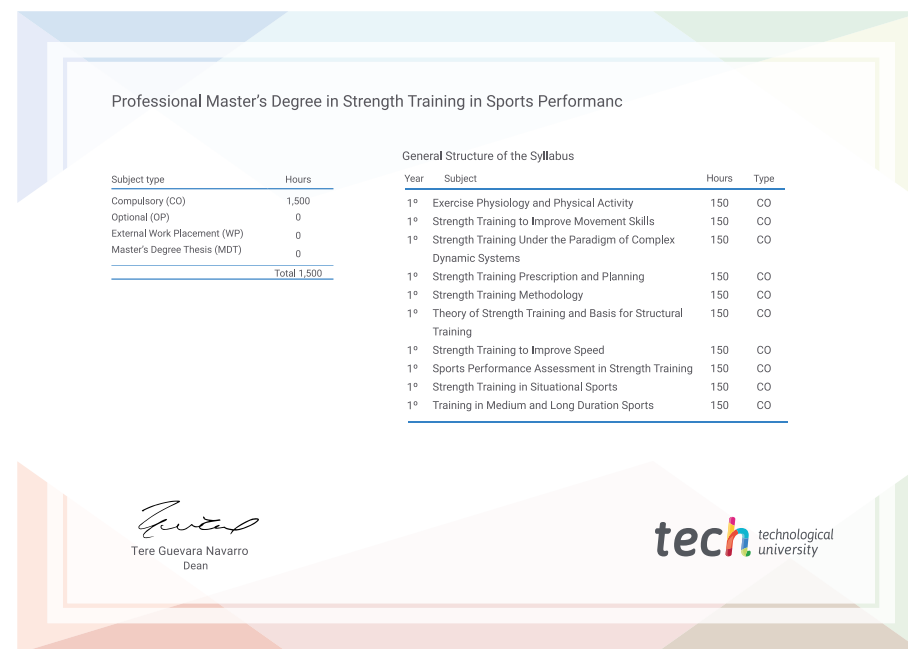 Professional Master's Degree in Strength Training in Sports Performanc
Subject type Hours
Compulsory (CO) 1,500
Optional (OP) 0
External Work Placement (WP) 0
Master's Degree Thesis (MDT) 0
Total 1,500
General Structure of the Syllabus
Year Subject Hours Type
1º Exercise Physiology and Physical Activity 150 CO
1º Strength Training to Improve Movement Skills 150 CO
1º Strength Training Under the Paradigm of Complex 150 CO
Dynamic Systems
1º Strength Training Prescription and Planning 150 CO
1º Strength Training Methodology 150 CO
1º Theory of Strength Training and Basis for Structural 150 CO
Training
1º Strength Training to Improve Speed 150 CO
1º Sports Performance Assessment in Strength Training 150 CO
1º Strength Training in Situational Sports 150 CO
1º Training in Medium and Long Duration Sports 150 CO
Tere Guevara Navarro
Dean
tech technological
university